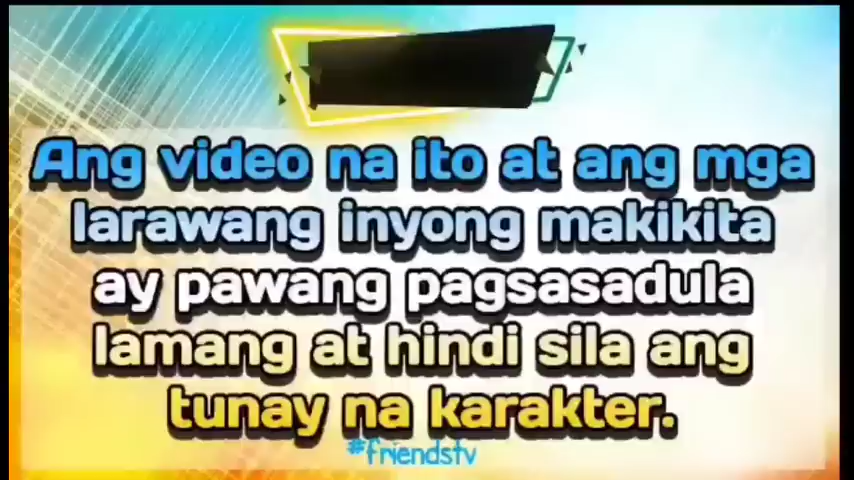 Ang video na ito at ang mga
larawang inyong makikita
ay pawang pagsasadula
lamang at hindi sila ang
tunay na karakter.
#friendstv